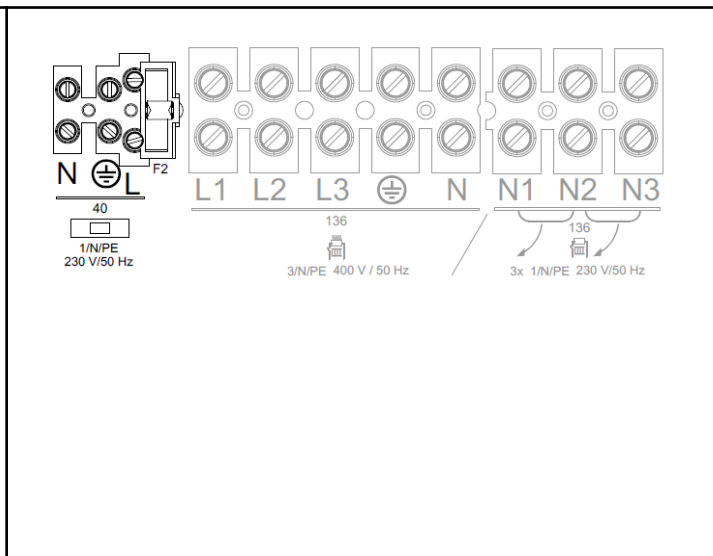 F2
N L
L1 L2 L3 N N1 N2 N3
40
136
136
1/N/PE
230 V/50 Hz
3/N/PE 400 V / 50 Hz
3x 1/N/PE 230 V/50 Hz